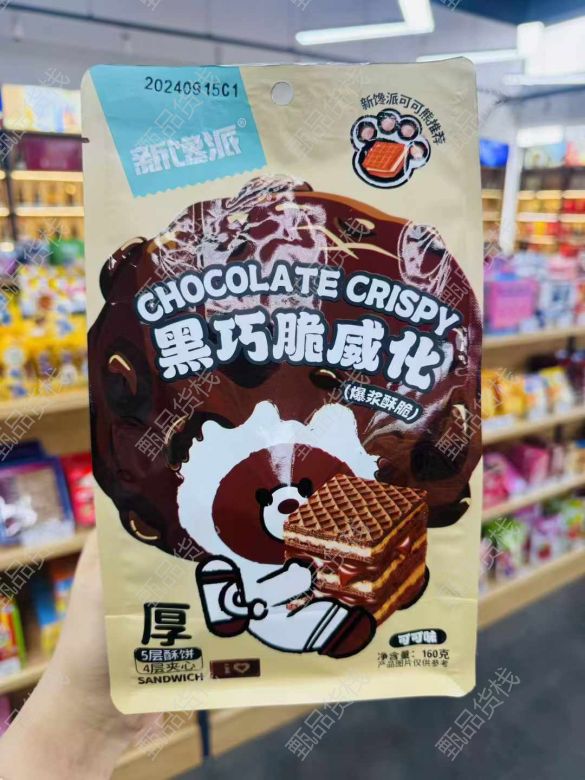 20240915C1
新馋派
新馋派可可熊推荐
CHOCOLATE CRISPY
黑巧脆威化
(爆浆酥脆)
厚
5层酥饼
4层夹心
SANDWICH
i
可可味
净含量: 160克
产品图片仅供参考
甄品货栈